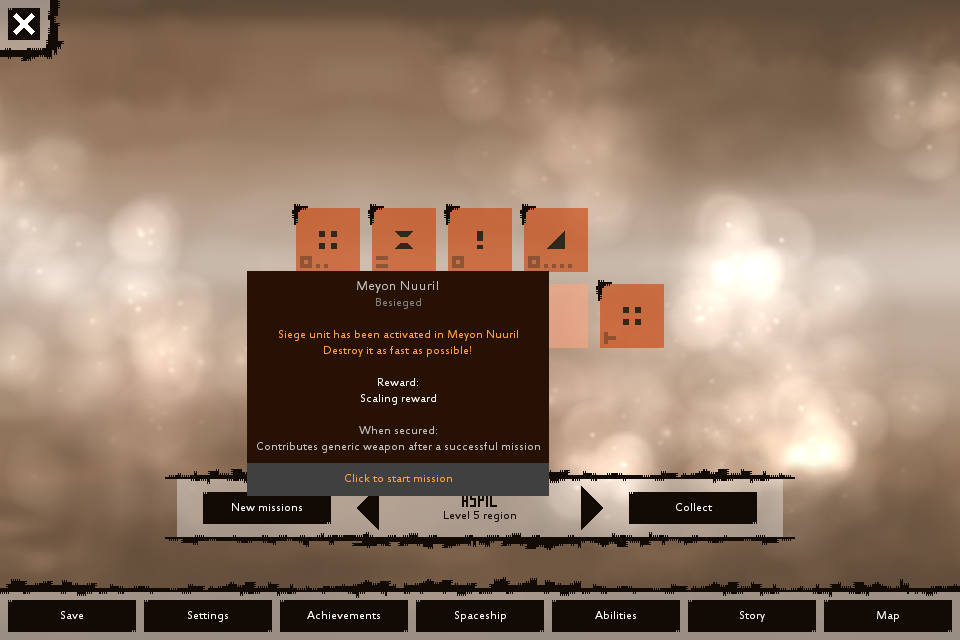 Meyon Nuuril
Besieged
Siege unit has been activated in Meyon Nuuril
Destroy it as fast as possible!
Reward:
Scaling reward
When secured:
Contributes generic weapon after a successful mission
Click to start mission
New missions
Level 5 region
Collect
Save
Settings
Achievements
Spaceship
Abilities
Story
Map